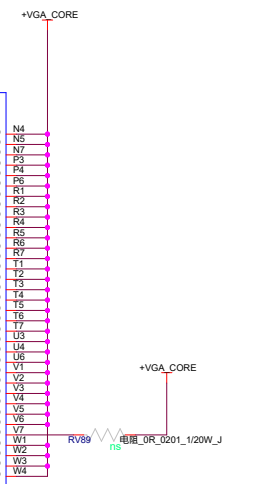 +VGA_CORE
N4
N5
N7
P3
P4
P6
R1
R2
R3
R4
R5
R6
R7
T1
T2
T3
T4
T5
T6
T7
U3
U4
U6
V1
V2
V3
V4
V5
V6
V7
W1
W2
W3
W4
+VGA_CORE
RV89
电阻_0R_0201_1/20W_J
ns